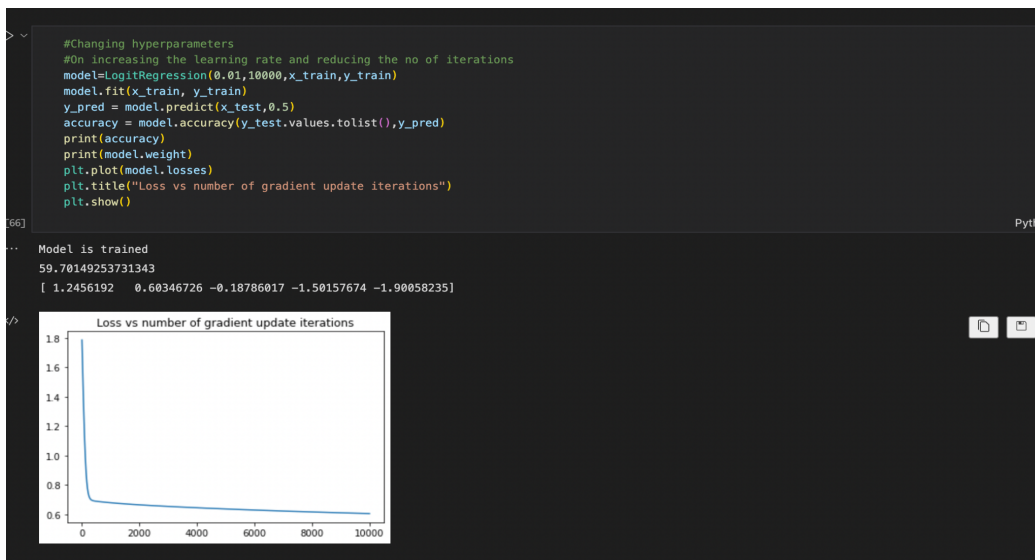 #Changing hyperparameters
#On increasing the learning rate and reducing the no of iterations
model=LogitRegression(0.01,10000,x_train,y_train)
model.fit(x_train, y_train)
y_pred = model.predict(x_test,0.5)
accuracy = model.accuracy(y_test.values.tolist(),y_pred)
print(accuracy)
print(model.weight)
plt.plot(model.losses)
plt.title("Loss vs number of gradient update iterations")
plt.show()
[66]
Pyth
Model is trained
59.70149253731343
[ 1.2456192   0.60346726 -0.18786017 -1.50157674 -1.90058235]
Loss vs number of gradient update iterations
1.8
1.6
1.4
1.2
1.0
0.8
0.6
0 2000 4000 6000 8000 10000